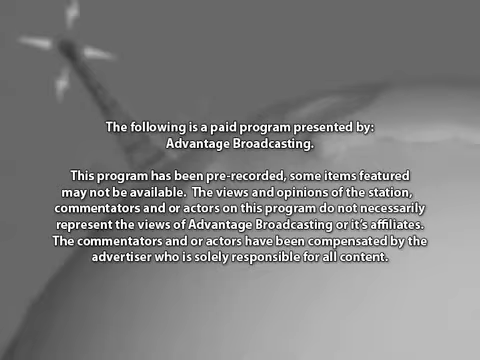 The following is a paid program presented by:
Advantage Broadcasting.
This program has been pre-recorded, some items featured
may not be available. The views and opinions of the station,
commentators and or actors on this program do not necessarily
represent the views of Advantage Broadcasting or it's affiliates.
The commentators and or actors have been compensated by the
advertiser who is solely responsible for all content.